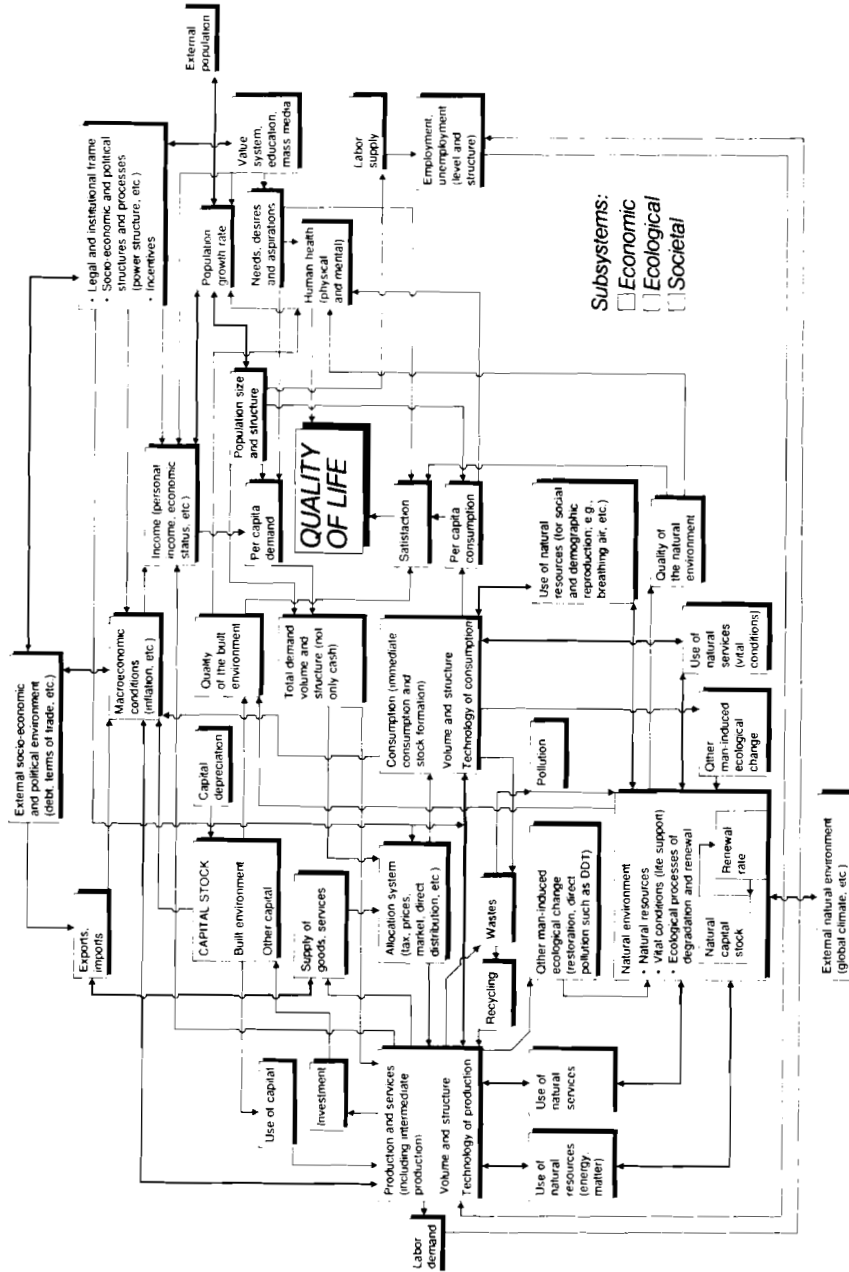 External socio-economic
and political environment
(debt, terms of trade, etc.)
• Legal and institutional frame
• Socio-economic and political
structures and processes
(power structure, etc.)
• Incentives
External
population
Exports,
imports
Macroeconomic
conditions
(inflation, etc.)
Income (personal
income, economic
status, etc.)
Population
growth rate
Value
system,
education,
mass media
Capital
depreciation
CAPITAL STOCK
Built environment
Other capital
Quality
of the built
environment
Per capita
demand
Population size
and structure
Needs, desires
and aspirations
Use of capital
Investment
Supply of
goods, services
Total demand
volume and
structure (not
only cash)
QUALITY
OF LIFE
Human health
(physical
and mental)
Labor
supply
Production and services
(including intermediate
production)
Volume and structure
Technology of production
Allocation system
(tax, prices,
market, direct
distribution, etc.)
Consumption (immediate
consumption and
stock formation)
Volume and structure
Technology of consumption
Satisfaction
Per capita
consumption
Employment,
unemployment
(level and
structure)
Labor
demand
Recycling
Wastes
Pollution
Use of natural
resources (for social
and demographic
reproduction; e.g.,
breathing air, etc.)
Use of
natural
resources
(energy,
matter)
Use of
natural
services
Other man-induced
ecological change
(restoration, direct
pollution such as DDT)
Other
man-induced
ecological
change
Use of
natural
services
(vital
conditions)
Quality of
the natural
environment
Natural environment
• Natural resources
• Vital conditions (life support)
• Ecological processes of
degradation and renewal
Natural
capital
stock
Renewal
rate
External natural environment
(global climate, etc.)
Subsystems:
Economic
Ecological
Societal